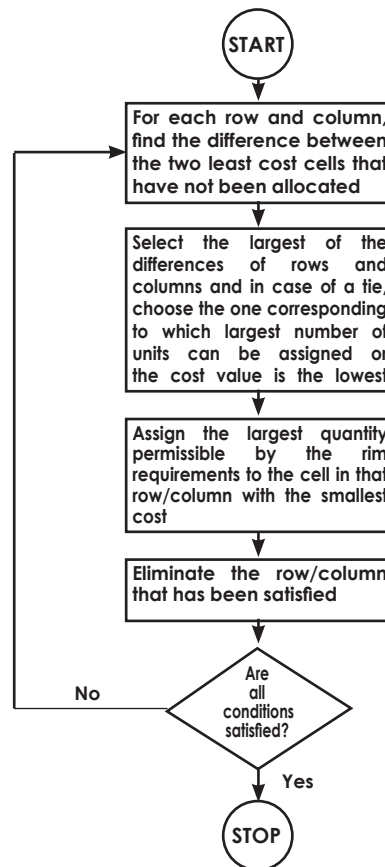 START
For each row and column,
find the difference between
the two least cost cells that
have not been allocated
Select the largest of the
differences of rows and
columns and in case of a tie,
choose the one corresponding
to which largest number of
units can be assigned or
the cost value is the lowest
Assign the largest quantity
permissible by the rim
requirements to the cell in that
row/column with the smallest
cost
Eliminate the row/column
that has been satisfied
Are
all
conditions
satisfied?
No
Yes
STOP